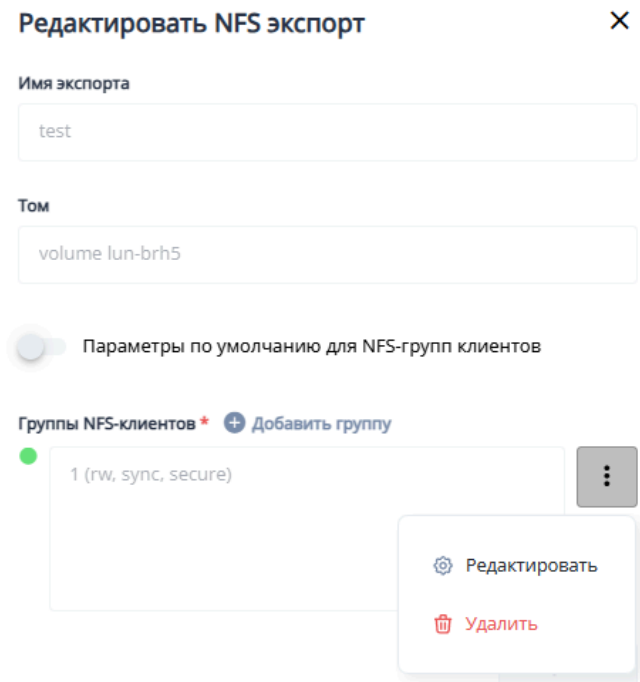 Редактировать NFS экспорт
Имя экспорта
test
Том
volume lun-brh5
Параметры по умолчанию для NFS-групп клиентов
Группы NFS-клиентов * Добавить группу
1 (rw, sync, secure)
Редактировать
Удалить